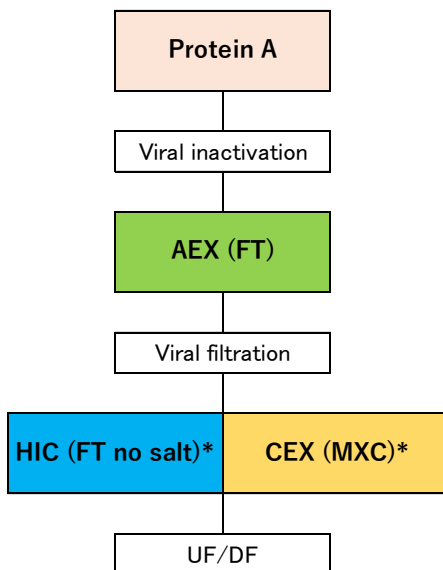 Protein A
Viral inactivation
AEX (FT)
Viral filtration
HIC (FT no salt)*
CEX (MXC)*
UF/DF